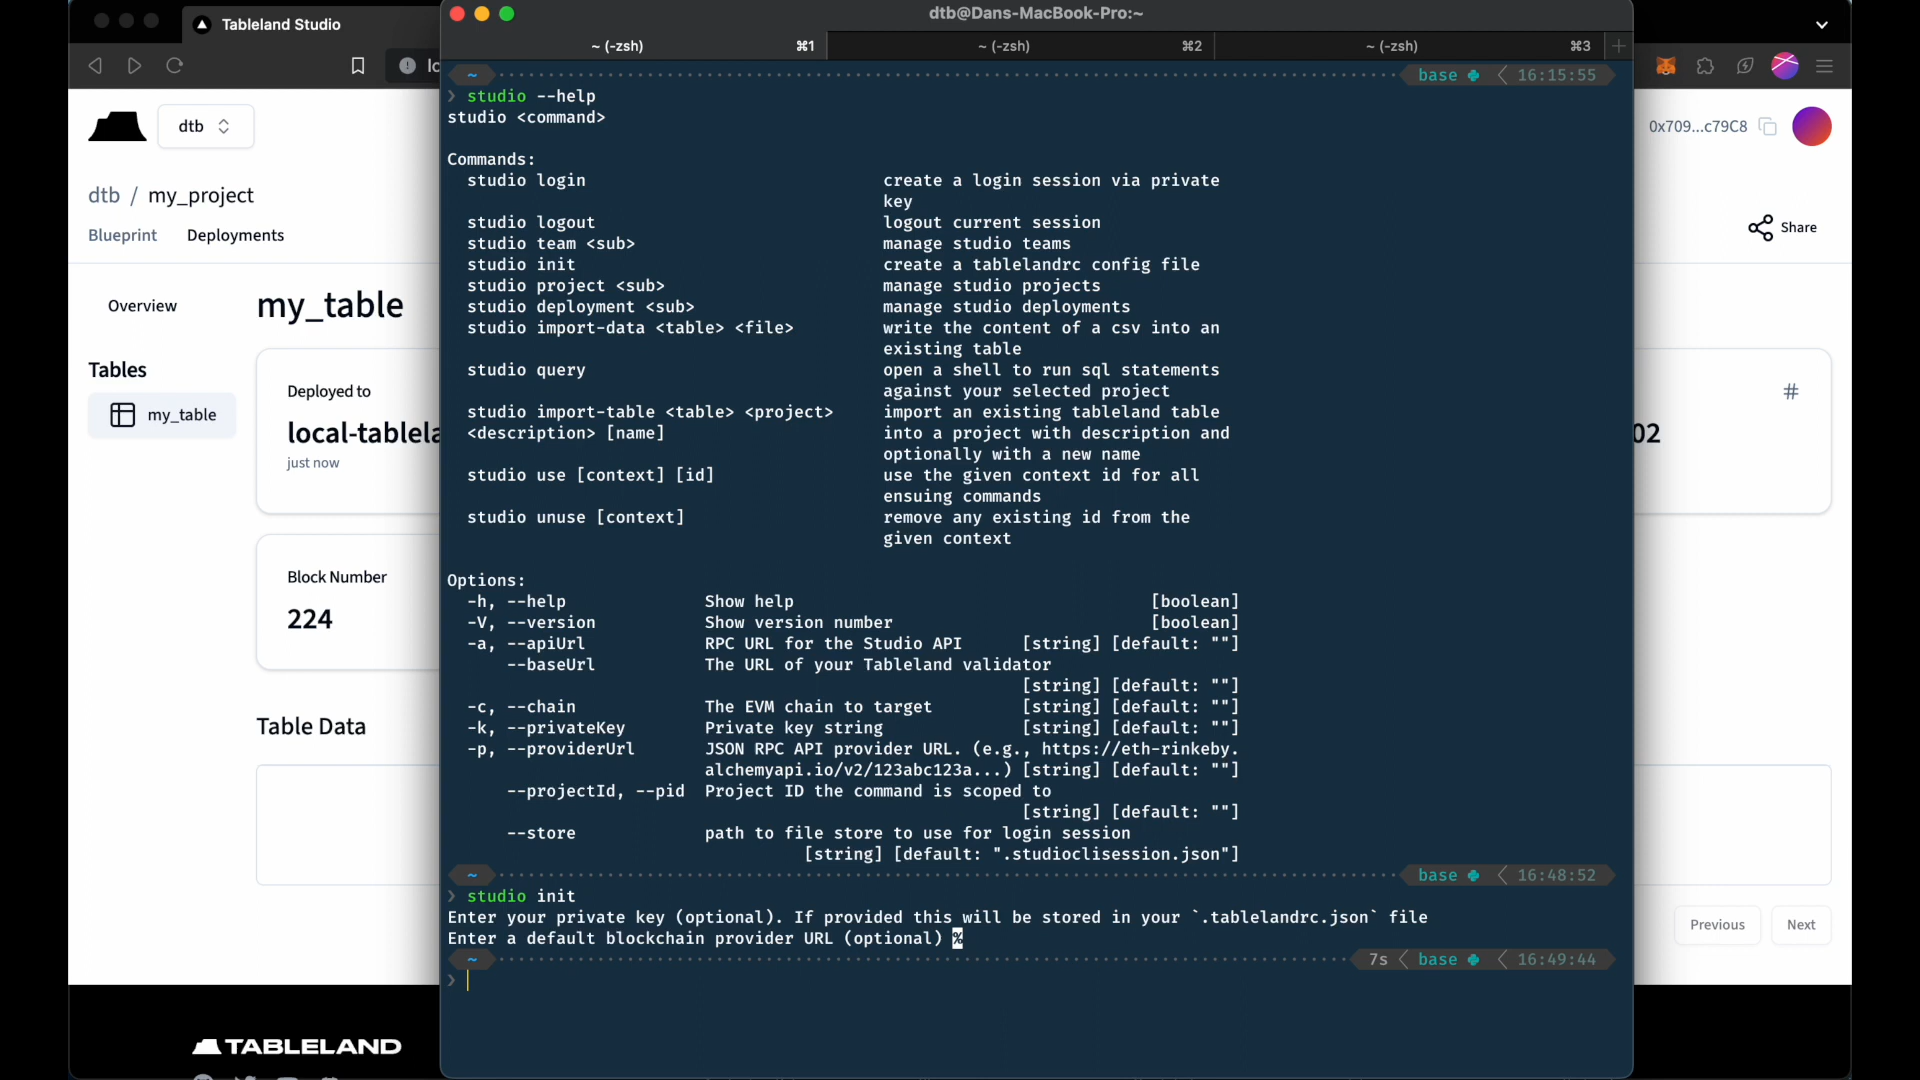 Tableland Studio
dtb@Dans-MacBook-Pro:~
~ (-zsh) ⌘1
~ (-zsh) ⌘2
~ (-zsh) ⌘3
lo
dtb
0x709...c79C8
dtb / my_project
Blueprint
Deployments
Share
Overview
Tables
my_table
my_table
Deployed to
local-tablela
just now
#
02
Block Number
224
Table Data
Previous
Next
TABLELAND
~ base 16:15:55
❯ studio --help
studio <command>
Commands:
studio login create a login session via private
key
studio logout logout current session
studio team <sub> manage studio teams
studio init create a tablelandrc config file
studio project <sub> manage studio projects
studio deployment <sub> manage studio deployments
studio import-data <table> <file> write the content of a csv into an
existing table
studio query open a shell to run sql statements
against your selected project
studio import-table <table> <project> import an existing tableland table
<description> [name] into a project with description and
optionally with a new name
studio use [context] [id] use the given context id for all
ensuing commands
studio unuse [context] remove any existing id from the
given context
Options:
-h, --help Show help [boolean]
-V, --version Show version number [boolean]
-a, --apiUrl RPC URL for the Studio API [string] [default: ""]
--baseUrl The URL of your Tableland validator
[string] [default: ""]
-c, --chain The EVM chain to target [string] [default: ""]
-k, --privateKey Private key string [string] [default: ""]
-p, --providerUrl JSON RPC API provider URL. (e.g., https://eth-rinkeby.
alchemyapi.io/v2/123abc123a...) [string] [default: ""]
--projectId, --pid Project ID the command is scoped to
[string] [default: ""]
--store path to file store to use for login session
[string] [default: ".studioclisession.json"]
~ base 16:48:52
❯ studio init
Enter your private key (optional). If provided this will be stored in your `.tablelandrc.json` file
Enter a default blockchain provider URL (optional) %
~ 7s base 16:49:44
❯